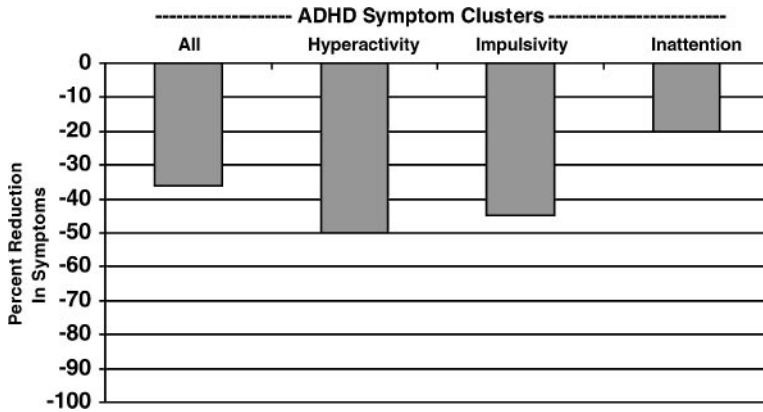 ------------------- ADHD Symptom Clusters -------------------
All Hyperactivity Impulsivity Inattention
0
-10
-20
-30
-40
-50
-60
-70
-80
-90
-100
Percent Reduction
In Symptoms